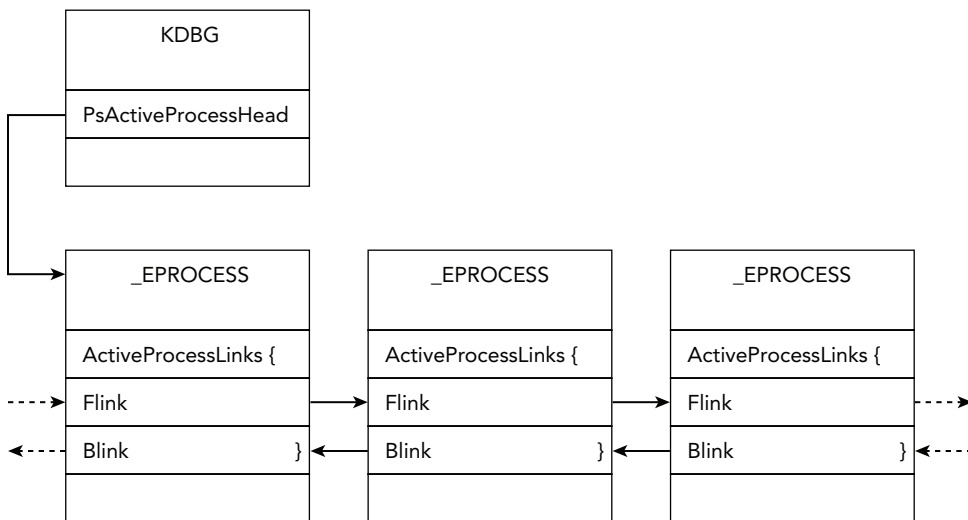 KDBG
PsActiveProcessHead
_EPROCESS
ActiveProcessLinks {
Flink
Blink }
_EPROCESS
ActiveProcessLinks {
Flink
Blink }
_EPROCESS
ActiveProcessLinks {
Flink
Blink }